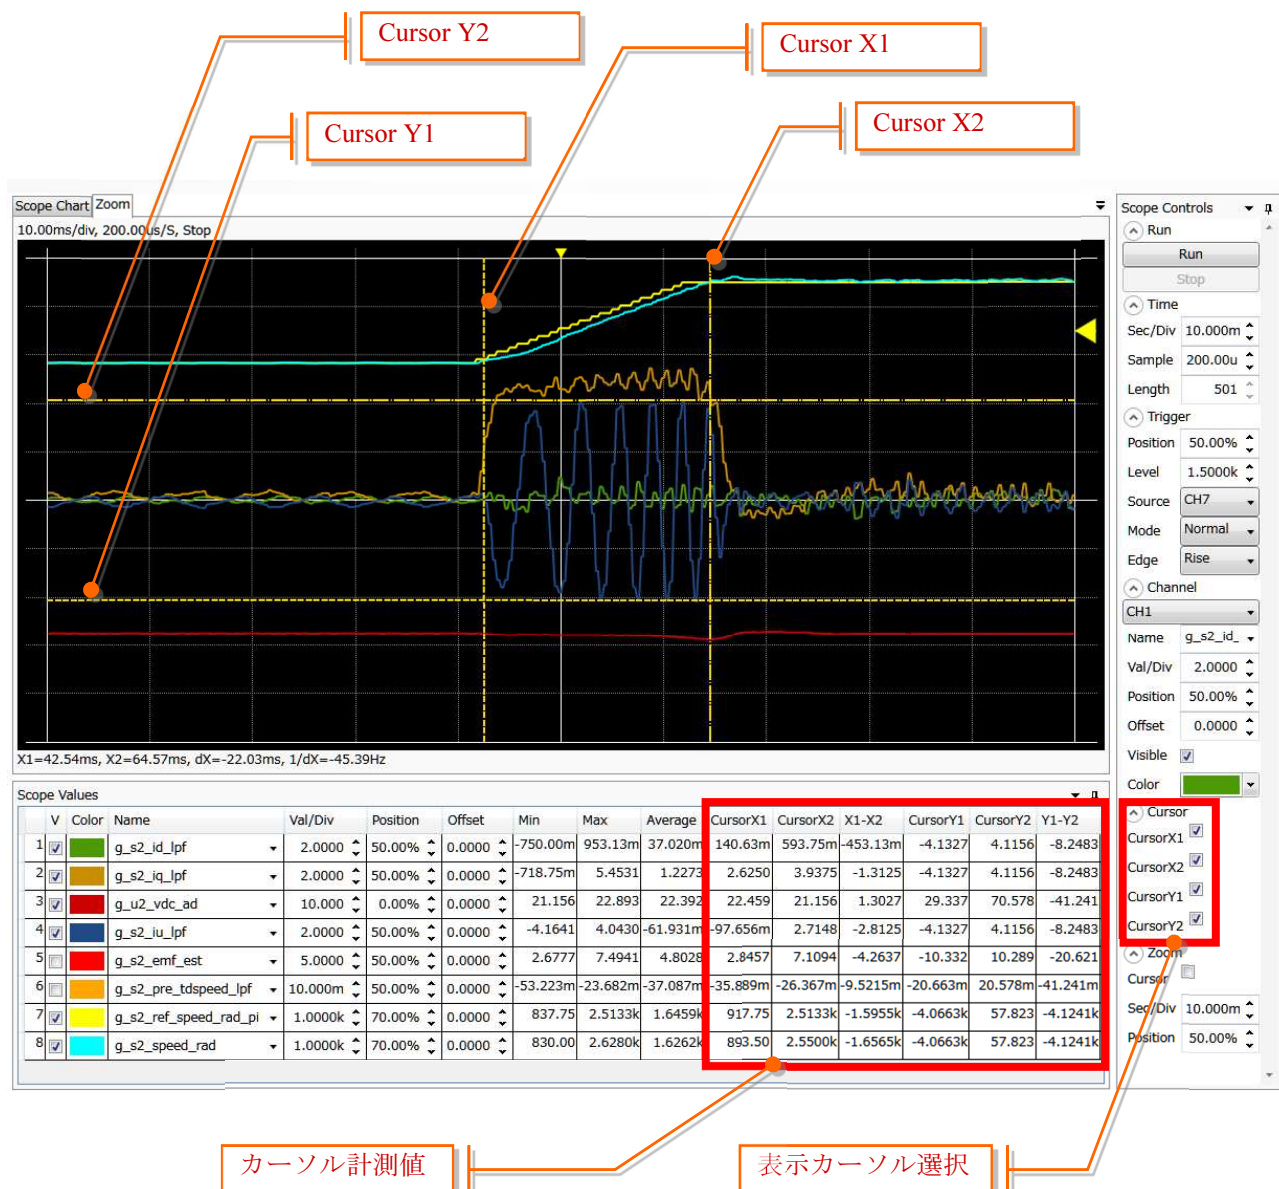 Cursor Y2
Cursor X1
Cursor Y1
Cursor X2
Scope Chart Zoom
10.00ms/div, 200.00us/S, Stop
X1=42.54ms, X2=64.57ms, dX=-22.03ms, 1/dX=-45.39Hz
Scope Values
V Color Name Val/Div Position Offset Min Max Average CursorX1 CursorX2 X1-X2 CursorY1 CursorY2 Y1-Y2
1 g_s2_id_lpf 2.0000 50.00% 0.0000 -750.00m 953.13m 37.020m 140.63m 593.75m -453.13m -4.1327 4.1156 -8.2483
2 g_s2_iq_lpf 2.0000 50.00% 0.0000 -718.75m 5.4531 1.2273 2.6250 3.9375 -1.3125 -4.1327 4.1156 -8.2483
3 g_u2_vdc_ad 10.000 0.00% 0.0000 21.156 22.893 22.392 22.459 21.156 1.3027 29.337 70.578 -41.241
4 g_s2_iu_lpf 2.0000 50.00% 0.0000 -4.1641 4.0430 -61.931m -97.656m 2.7148 -2.8125 -4.1327 4.1156 -8.2483
5 g_s2_emf_est 5.0000 50.00% 0.0000 2.6777 7.4941 4.8028 2.8457 7.1094 -4.2637 -10.332 10.289 -20.621
6 g_s2_pre_tdspeed_lpf 10.000m 50.00% 0.0000 -53.223m -23.682m -37.087m -35.889m -26.367m -9.5215m -20.663m 20.578m -41.241m
7 g_s2_ref_speed_rad_pi 1.0000k 70.00% 0.0000 837.75 2.5133k 1.6459k 917.75 2.5133k -1.5955k -4.0663k 57.823 -4.1241k
8 g_s2_speed_rad 1.0000k 70.00% 0.0000 830.00 2.6280k 1.6262k 893.50 2.5500k -1.6565k -4.0663k 57.823 -4.1241k
Scope Controls
Run
Run
Stop
Time
Sec/Div 10.000m
Sample 200.00u
Length 501
Trigger
Position 50.00%
Level 1.5000k
Source CH7
Mode Normal
Edge Rise
Channel
CH1
Name g_s2_id_
Val/Div 2.0000
Position 50.00%
Offset 0.0000
Visible
Color
Cursor
CursorX1
CursorX2
CursorY1
CursorY2
Zoom
Cursor
Sec/Div 10.000m
Position 50.00%
カーソル計測値
表示カーソル選択